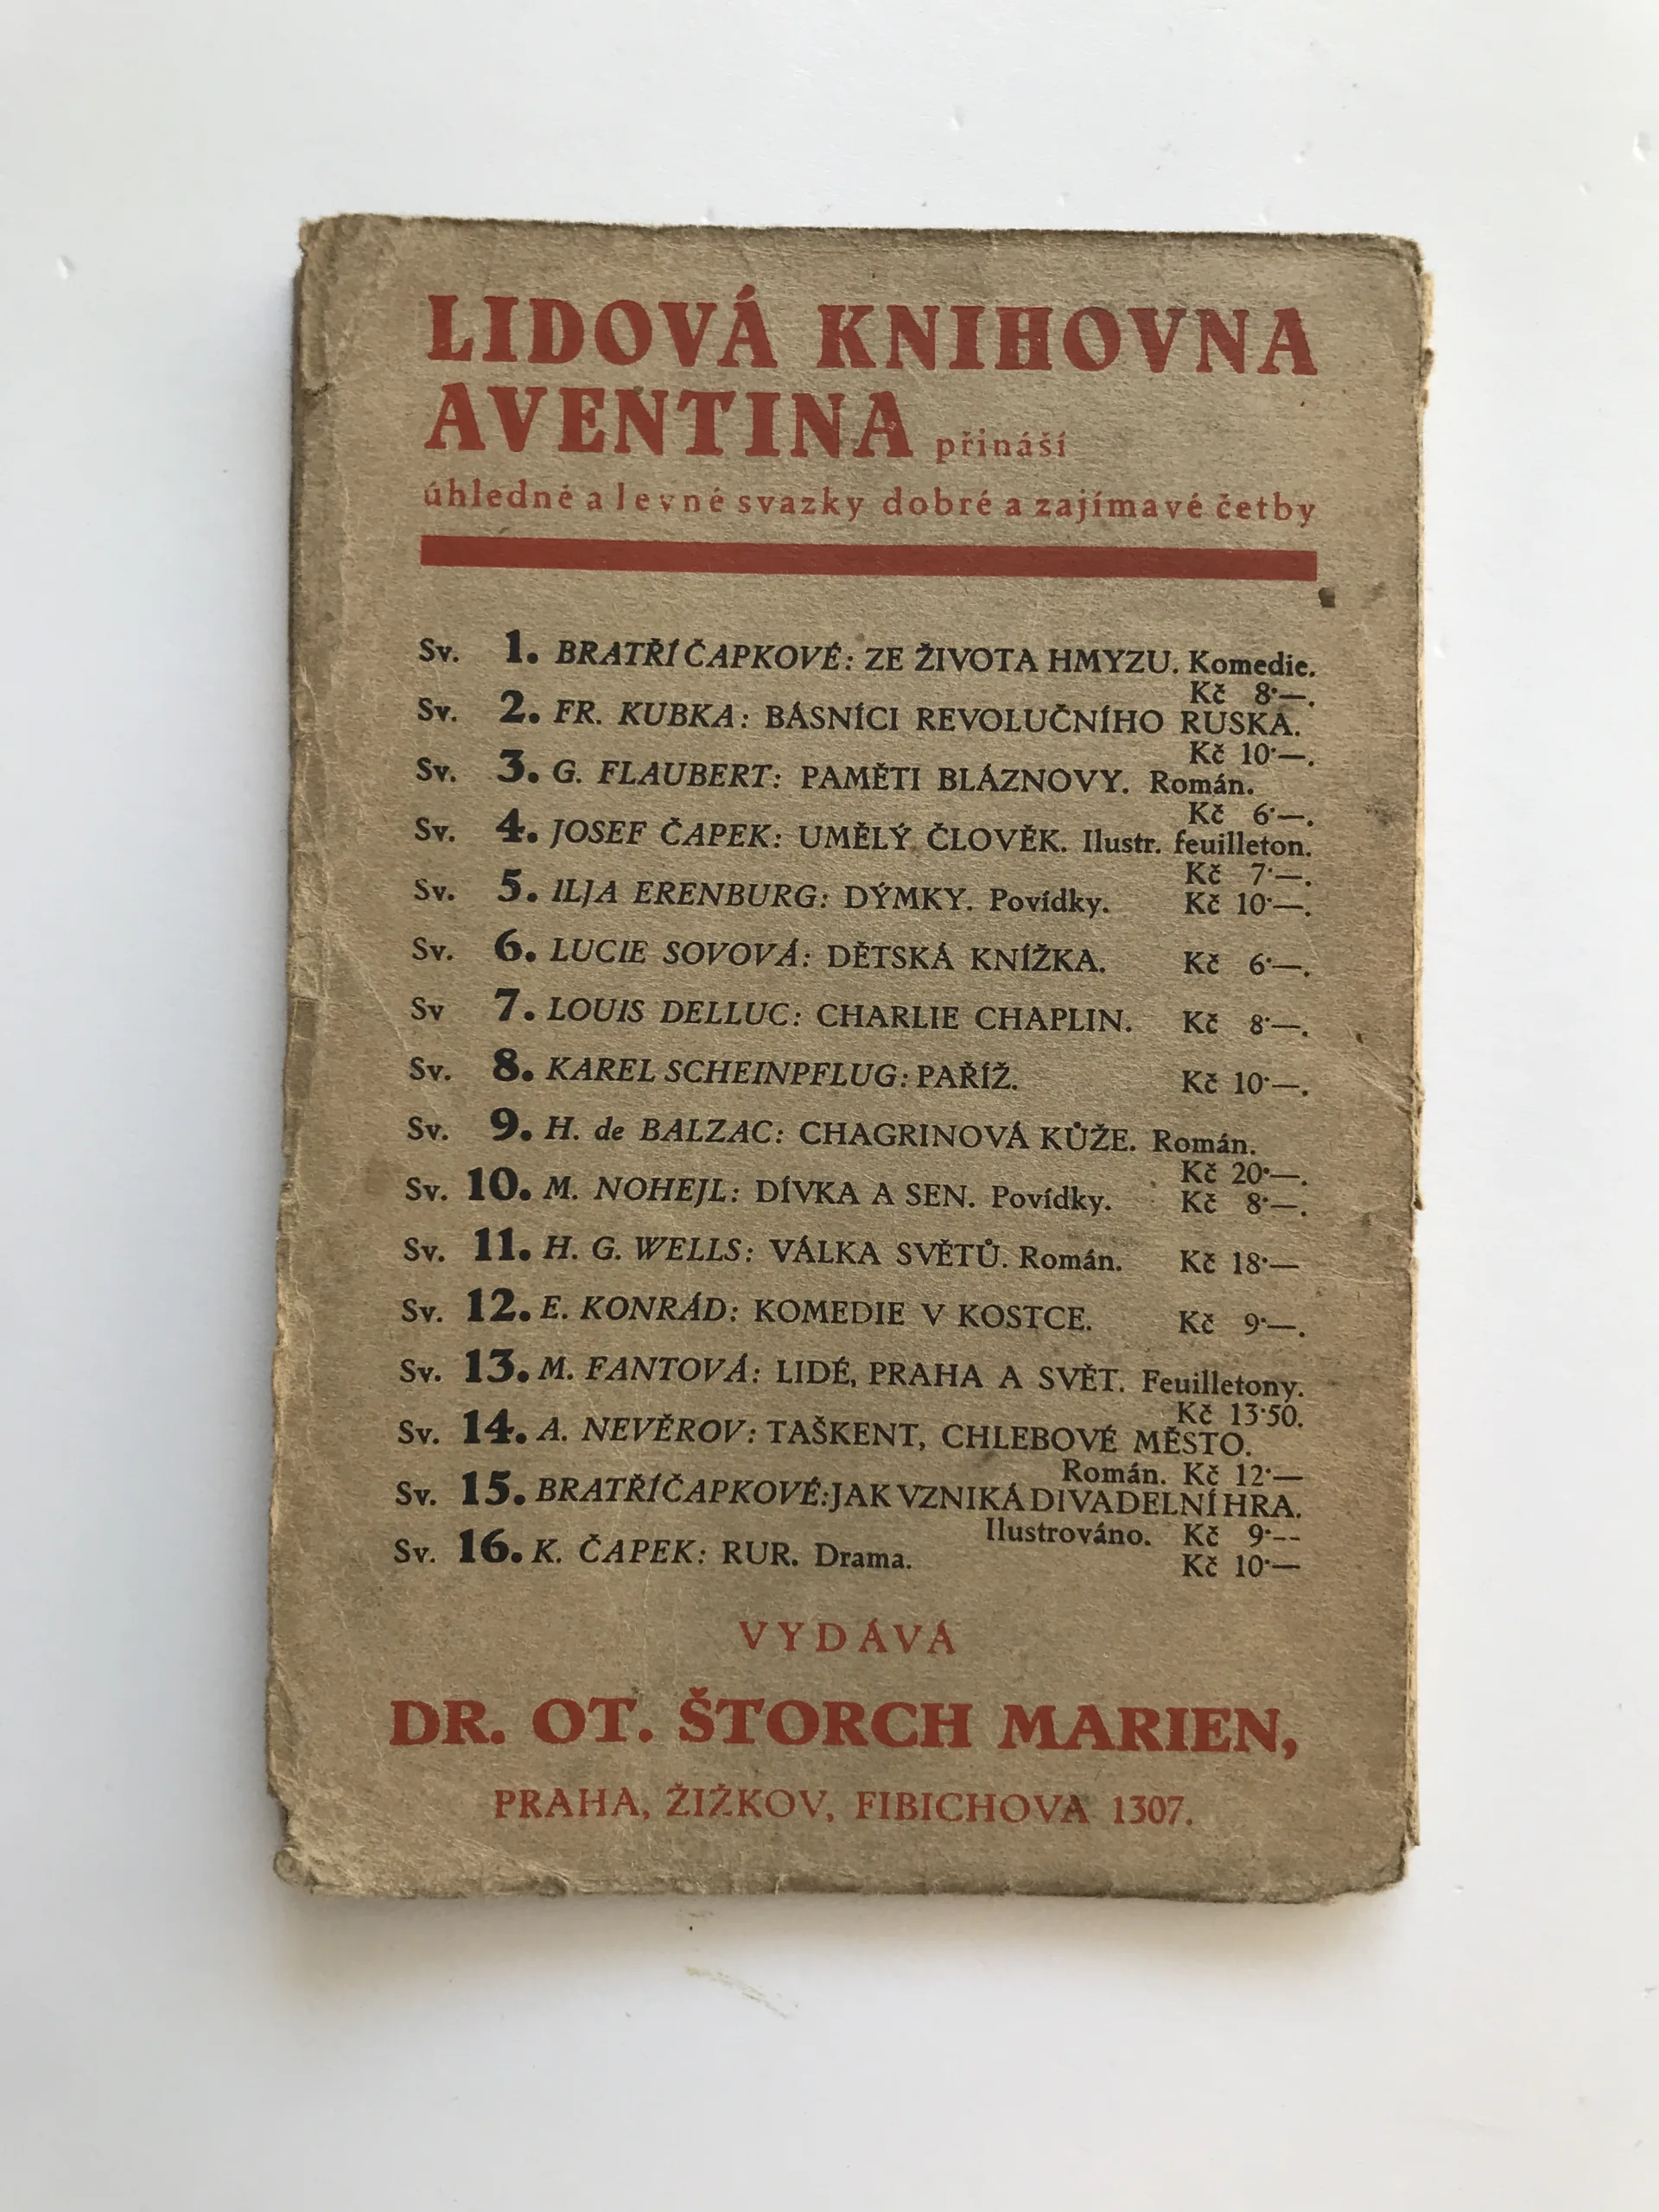 LIDOVÁ KNIHOVNA
AVENTINA přináší
úhledné a levné svazky dobré a zajímavé četby
Sv. 1. BRATŘÍ ČAPKOVÉ: ZE ŽIVOTA HMYZU. Komedie.
Kč 8·—.
Sv. 2. FR. KUBKA: BÁSNÍCI REVOLUČNÍHO RUSKA.
Kč 10·—.
Sv. 3. G. FLAUBERT: PAMĚTI BLÁZNOVY. Román.
Kč 6·—.
Sv. 4. JOSEF ČAPEK: UMĚLÝ ČLOVĚK. Ilustr. feuilleton.
Kč 7·—.
Sv. 5. ILJA ERENBURG: DÝMKY. Povídky. Kč 10·—.
Sv. 6. LUCIE SOVOVÁ: DĚTSKÁ KNÍŽKA. Kč 6·—.
Sv 7. LOUIS DELLUC: CHARLIE CHAPLIN. Kč 8·—.
Sv. 8. KAREL SCHEINPFLUG: PAŘÍŽ. Kč 10·—.
Sv. 9. H. de BALZAC: CHAGRINOVÁ KŮŽE. Román.
Kč 20·—.
Sv. 10. M. NOHEJL: DÍVKA A SEN. Povídky. Kč 8·—.
Sv. 11. H. G. WELLS: VÁLKA SVĚTŮ. Román. Kč 18·—
Sv. 12. E. KONRÁD: KOMEDIE V KOSTCE. Kč 9·—.
Sv. 13. M. FANTOVÁ: LIDÉ, PRAHA A SVĚT. Feuilletony.
Kč 13·50.
Sv. 14. A. NEVĚROV: TAŠKENT, CHLEBOVÉ MĚSTO.
Román. Kč 12·—
Sv. 15. BRATŘÍ ČAPKOVÉ: JAK VZNIKÁ DIVADELNÍ HRA.
Ilustrováno. Kč 9·--
Sv. 16. K. ČAPEK: RUR. Drama. Kč 10·—
VYDÁVÁ
DR. OT. ŠTORCH MARIEN,
PRAHA, ŽIŽKOV, FIBICHOVA 1307.